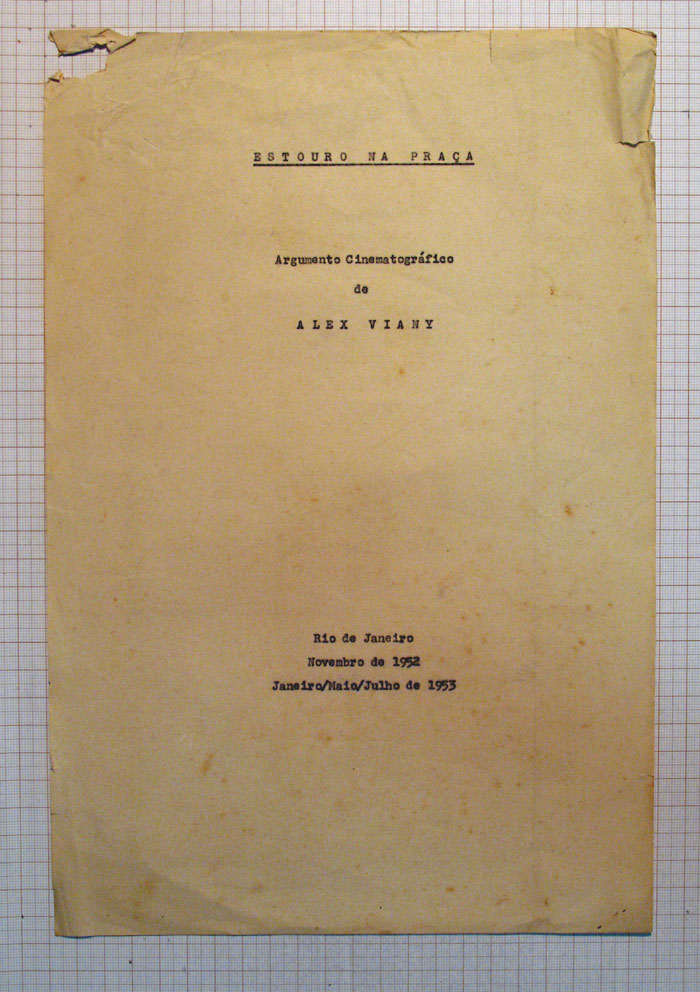 ESTOURO NA PRAÇA
Argumento Cinematográfico
de
ALEX VIANY
Rio de Janeiro
Novembro de 1952
Janeiro/Maio/Julho de 1953